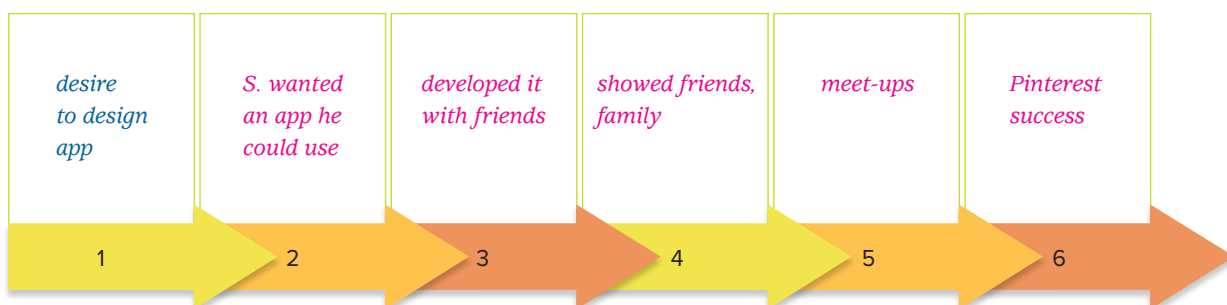 desire
to design
app
S. wanted
an app he
could use
developed it
with friends
showed friends,
family
meet-ups
Pinterest
success
1
2
3
4
5
6